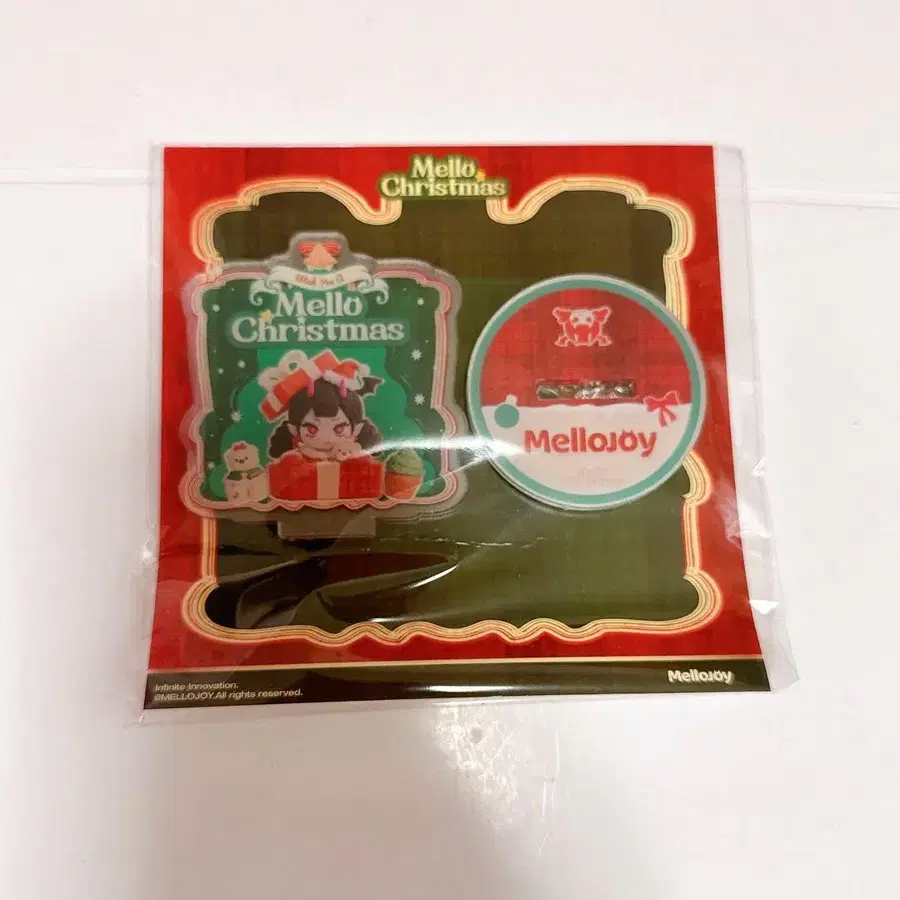 Mello
Christmas
Wish You A
Mello
Christmas
MelloJoy
Infinite Innovation.
@MELLOJOY.All rights reserved.
MelloJoy